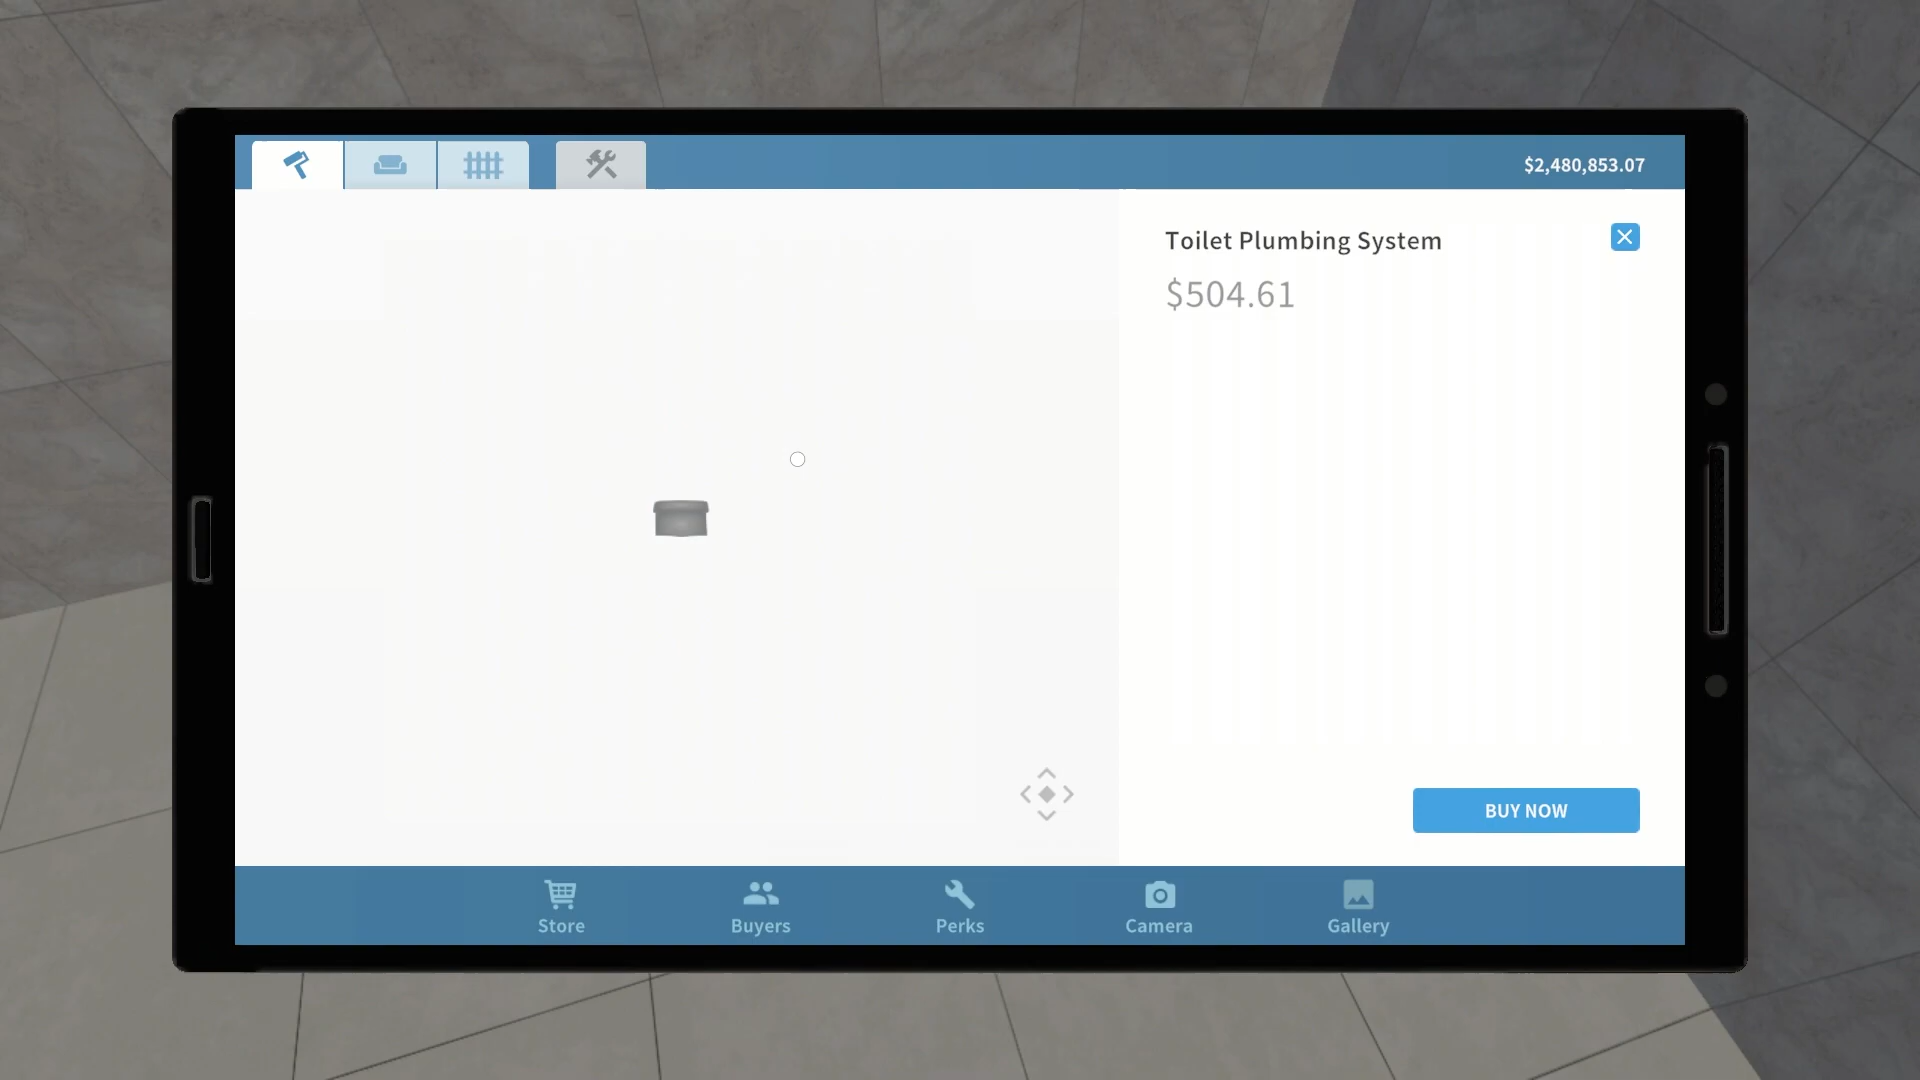 $2,480,853.07
Toilet Plumbing System
$504.61
BUY NOW
Store
Buyers
Perks
Camera
Gallery